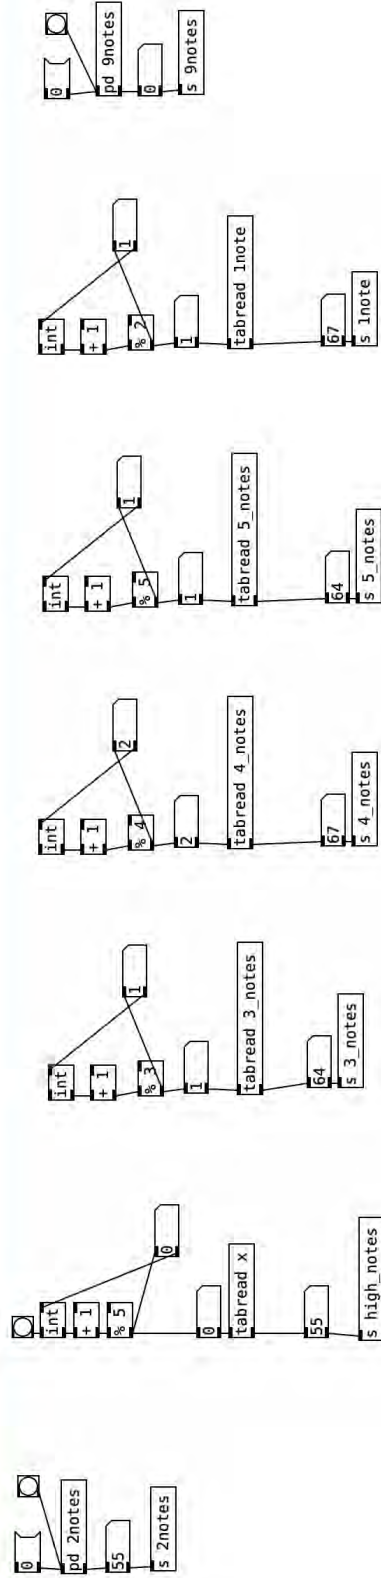 0
pd 2notes
55
s 2notes
int
+ 1
% 5
0
0
tabread x
55
s high_notes
int
+ 1
% 3
1
1
tabread 3_notes
64
s 3_notes
int
+ 1
% 4
2
2
tabread 4_notes
67
s 4_notes
int
+ 1
% 5
1
1
tabread 5_notes
64
s 5_notes
int
+ 1
% 2
1
1
tabread 1note
67
s 1note
0
pd 9notes
0
s 9notes